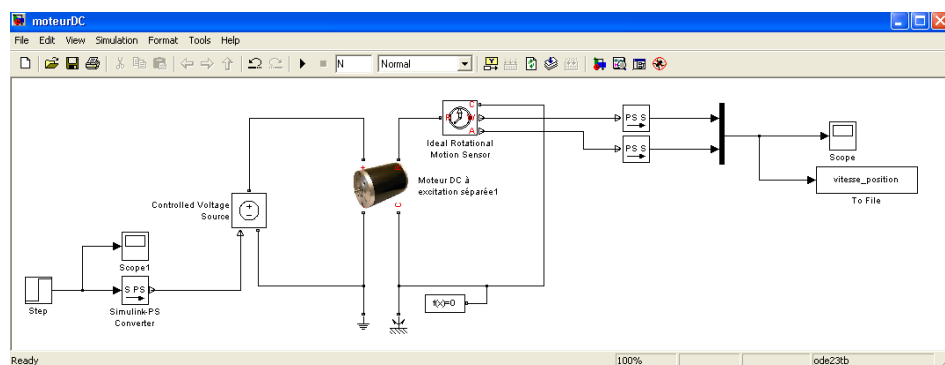 moteurDC
File Edit View Simulation Format Tools Help
N Normal
C
R W
A
Ideal Rotational
Motion Sensor
PS S
PS S
Scope
vitesse_position
To File
+
Moteur DC à
excitation séparée1
C
Controlled Voltage
Source
+
−
Scope1
Step
S PS
Simulink-PS
Converter
f(x)=0
Ready 100% ode23tb